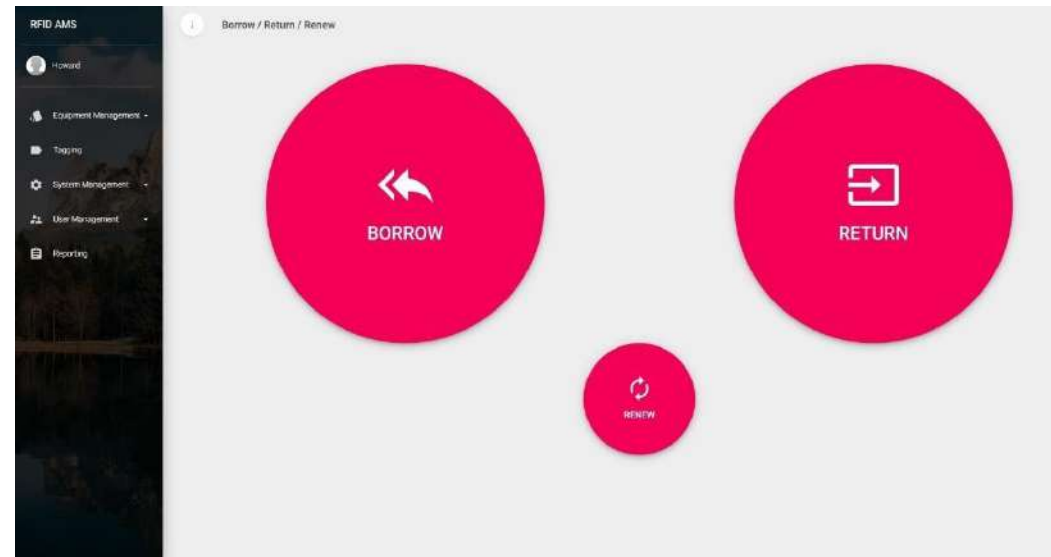 RFID AMS
Borrow / Return / Renew
Howard
Equipment Management
Tagging
System Management
User Management
Reporting
BORROW
RETURN
RENEW